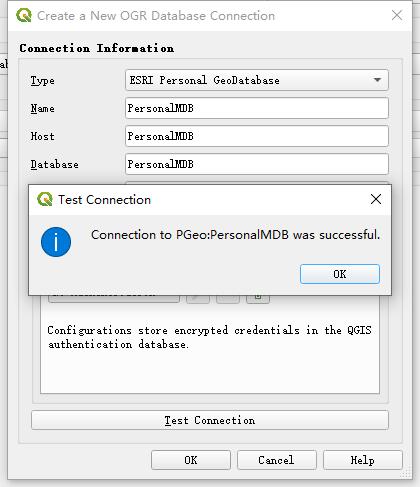 Create a New OGR Database Connection
Connection Information
Type
ESRI Personal GeoDatabase
Name
PersonalMDB
Host
PersonalMDB
Database
PersonalMDB
Test Connection
Connection to PGeo:PersonalMDB was successful.
OK
Configurations store encrypted credentials in the QGIS
authentication database.
Test Connection
OK
Cancel
Help